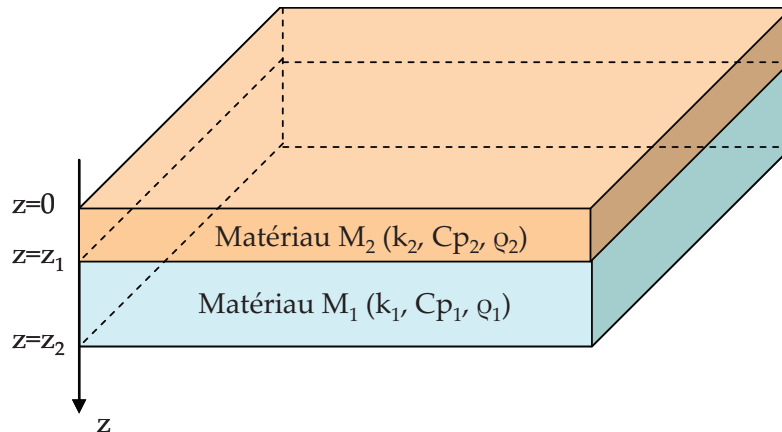 z=0
Matériau M₂ (k₂, Cp₂, ρ₂)
z=z₁
Matériau M₁ (k₁, Cp₁, ρ₁)
z=z₂
z